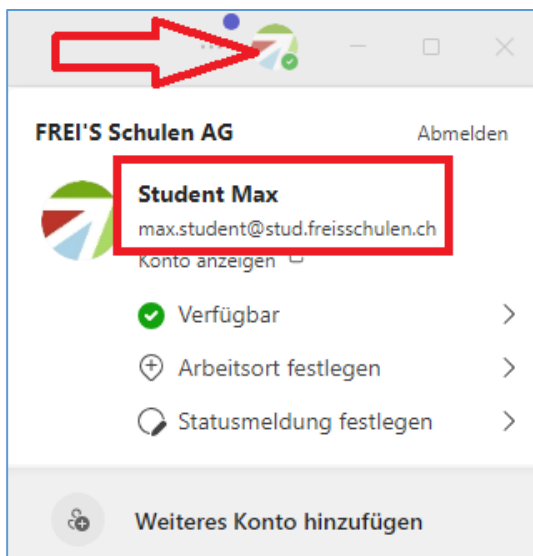 FREI'S Schulen AG Abmelden
Student Max
max.student@stud.freisschulen.ch
Konto anzeigen
Verfügbar
Arbeitsort festlegen
Statusmeldung festlegen
Weiteres Konto hinzufügen